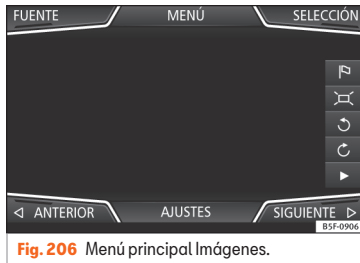 FUENTE MENÚ SELECCIÓN
◁ ANTERIOR AJUSTES SIGUIENTE ▷
B5F-0906
Fig. 206 Menú principal Imágenes.